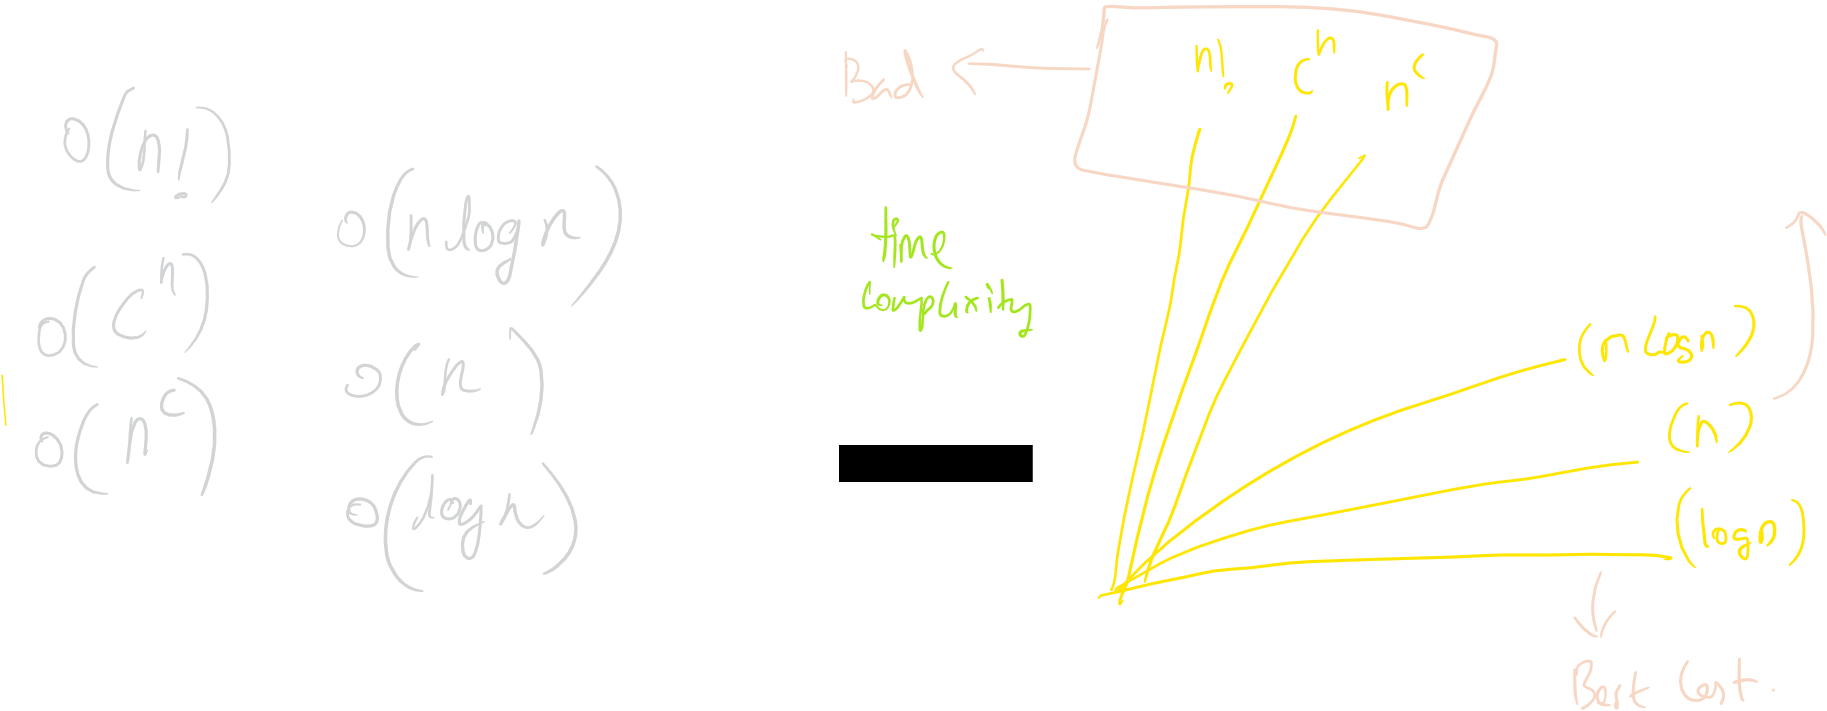 O(n!)
O(c^n)
O(n^c)
O(n log n)
O(n)
O(log n)
Bad
n!
c^n
n^c
time
complexity
(n log n)
(n)
(log n)
Best Cost.